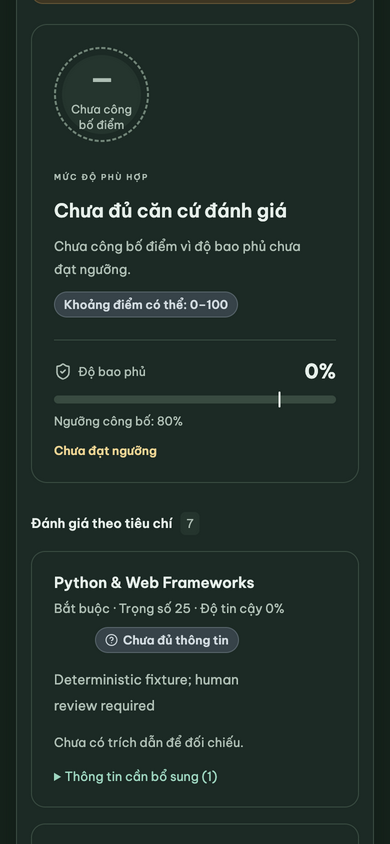 —
Chưa công
bố điểm
MỨC ĐỘ PHÙ HỢP
Chưa đủ căn cứ đánh giá
Chưa công bố điểm vì độ bao phủ chưa
đạt ngưỡng.
Khoảng điểm có thể: 0–100
Độ bao phủ 0%
Ngưỡng công bố: 80%
Chưa đạt ngưỡng
Đánh giá theo tiêu chí 7
Python & Web Frameworks
Bắt buộc · Trọng số 25 · Độ tin cậy 0%
Chưa đủ thông tin
Deterministic fixture; human
review required
Chưa có trích dẫn để đối chiếu.
Thông tin cần bổ sung (1)